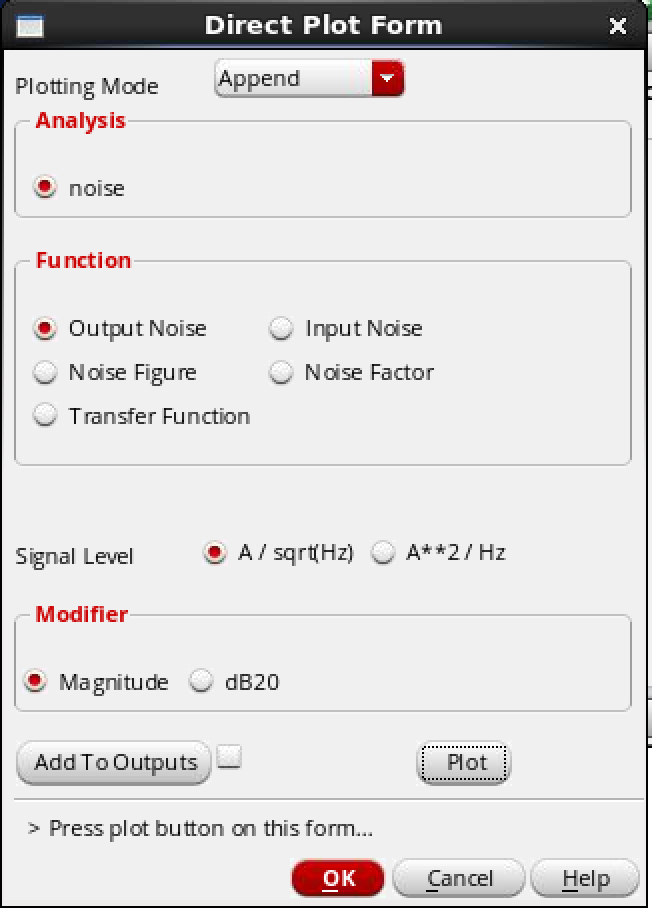 Direct Plot Form
Plotting Mode Append
Analysis
noise
Function
Output Noise Input Noise
Noise Figure Noise Factor
Transfer Function
Signal Level A / sqrt(Hz) A**2 / Hz
Modifier
Magnitude dB20
Add To Outputs Plot
> Press plot button on this form...
OK Cancel Help